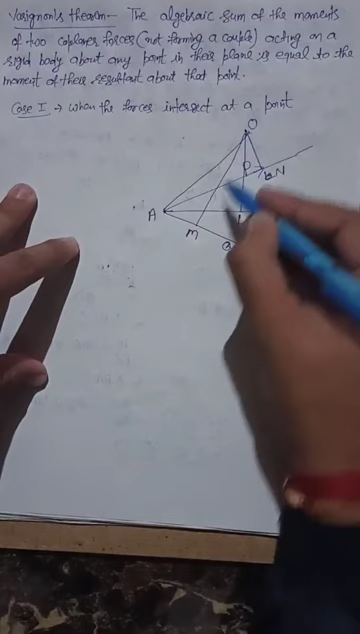 Varignon's theorem- The algebraic sum of the moments
of two coplaner forces (not forming a couple) acting on a
rigid body about any point in their plane is equal to the
moment of their resultant about that point.
Case I → When the forces intersect at a point
O
D
N
A
L
M
Q